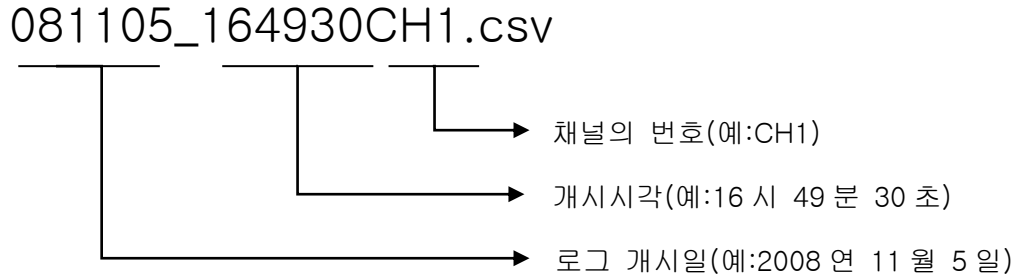 081105_164930CH1.csv
채널의 번호(예:CH1)
개시시각(예:16 시 49 분 30 초)
로그 개시일(예:2008 연 11 월 5 일)